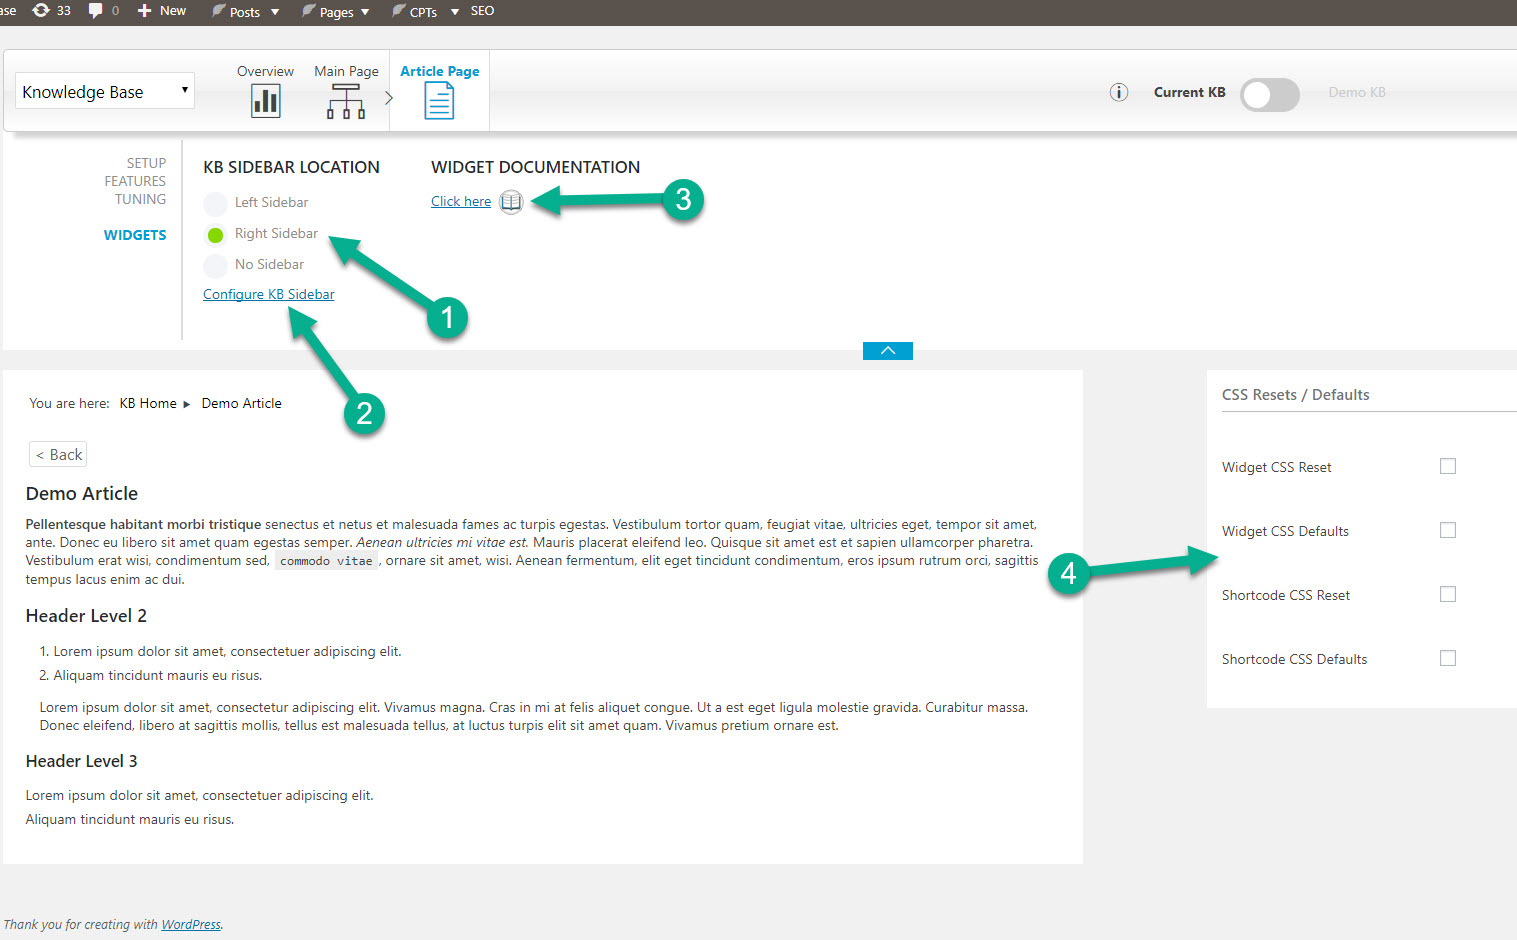 ase 33 0 New Posts Pages CPTs SEO
Knowledge Base
Overview Main Page Article Page
Current KB Demo KB
SETUP
FEATURES
TUNING
WIDGETS
KB SIDEBAR LOCATION
Left Sidebar
Right Sidebar
No Sidebar
Configure KB Sidebar
WIDGET DOCUMENTATION
Click here
3
1
2
You are here: KB Home ▸ Demo Article
< Back
Demo Article
Pellentesque habitant morbi tristique senectus et netus et malesuada fames ac turpis egestas. Vestibulum tortor quam, feugiat vitae, ultricies eget, tempor sit amet,
ante. Donec eu libero sit amet quam egestas semper. Aenean ultricies mi vitae est. Mauris placerat eleifend leo. Quisque sit amet est et sapien ullamcorper pharetra.
Vestibulum erat wisi, condimentum sed, commodo vitae , ornare sit amet, wisi. Aenean fermentum, elit eget tincidunt condimentum, eros ipsum rutrum orci, sagittis
tempus lacus enim ac dui.
Header Level 2
1. Lorem ipsum dolor sit amet, consectetuer adipiscing elit.
2. Aliquam tincidunt mauris eu risus.
Lorem ipsum dolor sit amet, consectetur adipiscing elit. Vivamus magna. Cras in mi at felis aliquet congue. Ut a est eget ligula molestie gravida. Curabitur massa.
Donec eleifend, libero at sagittis mollis, tellus est malesuada tellus, at luctus turpis elit sit amet quam. Vivamus pretium ornare est.
Header Level 3
Lorem ipsum dolor sit amet, consectetuer adipiscing elit.
Aliquam tincidunt mauris eu risus.
4
CSS Resets / Defaults
Widget CSS Reset
Widget CSS Defaults
Shortcode CSS Reset
Shortcode CSS Defaults
Thank you for creating with WordPress.